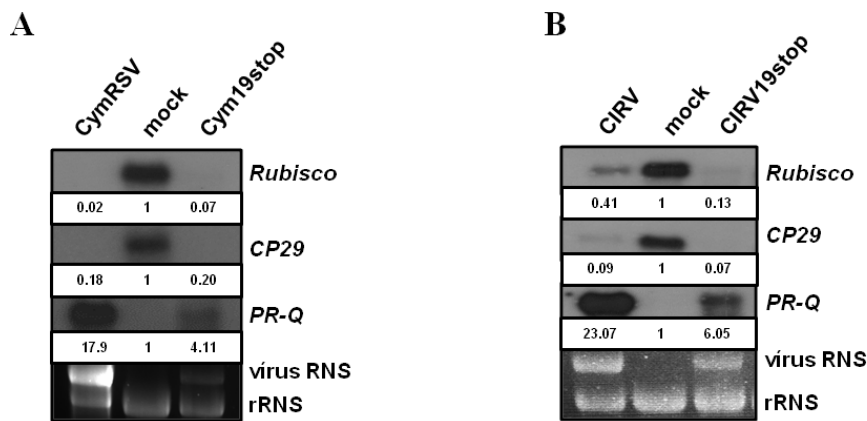 A
CymRSV mock Cym19stop
Rubisco
0.02 1 0.07
CP29
0.18 1 0.20
PR-Q
17.9 1 4.11
vírus RNS
rRNS
B
CIRV mock CIRV19stop
Rubisco
0.41 1 0.13
CP29
0.09 1 0.07
PR-Q
23.07 1 6.05
vírus RNS
rRNS